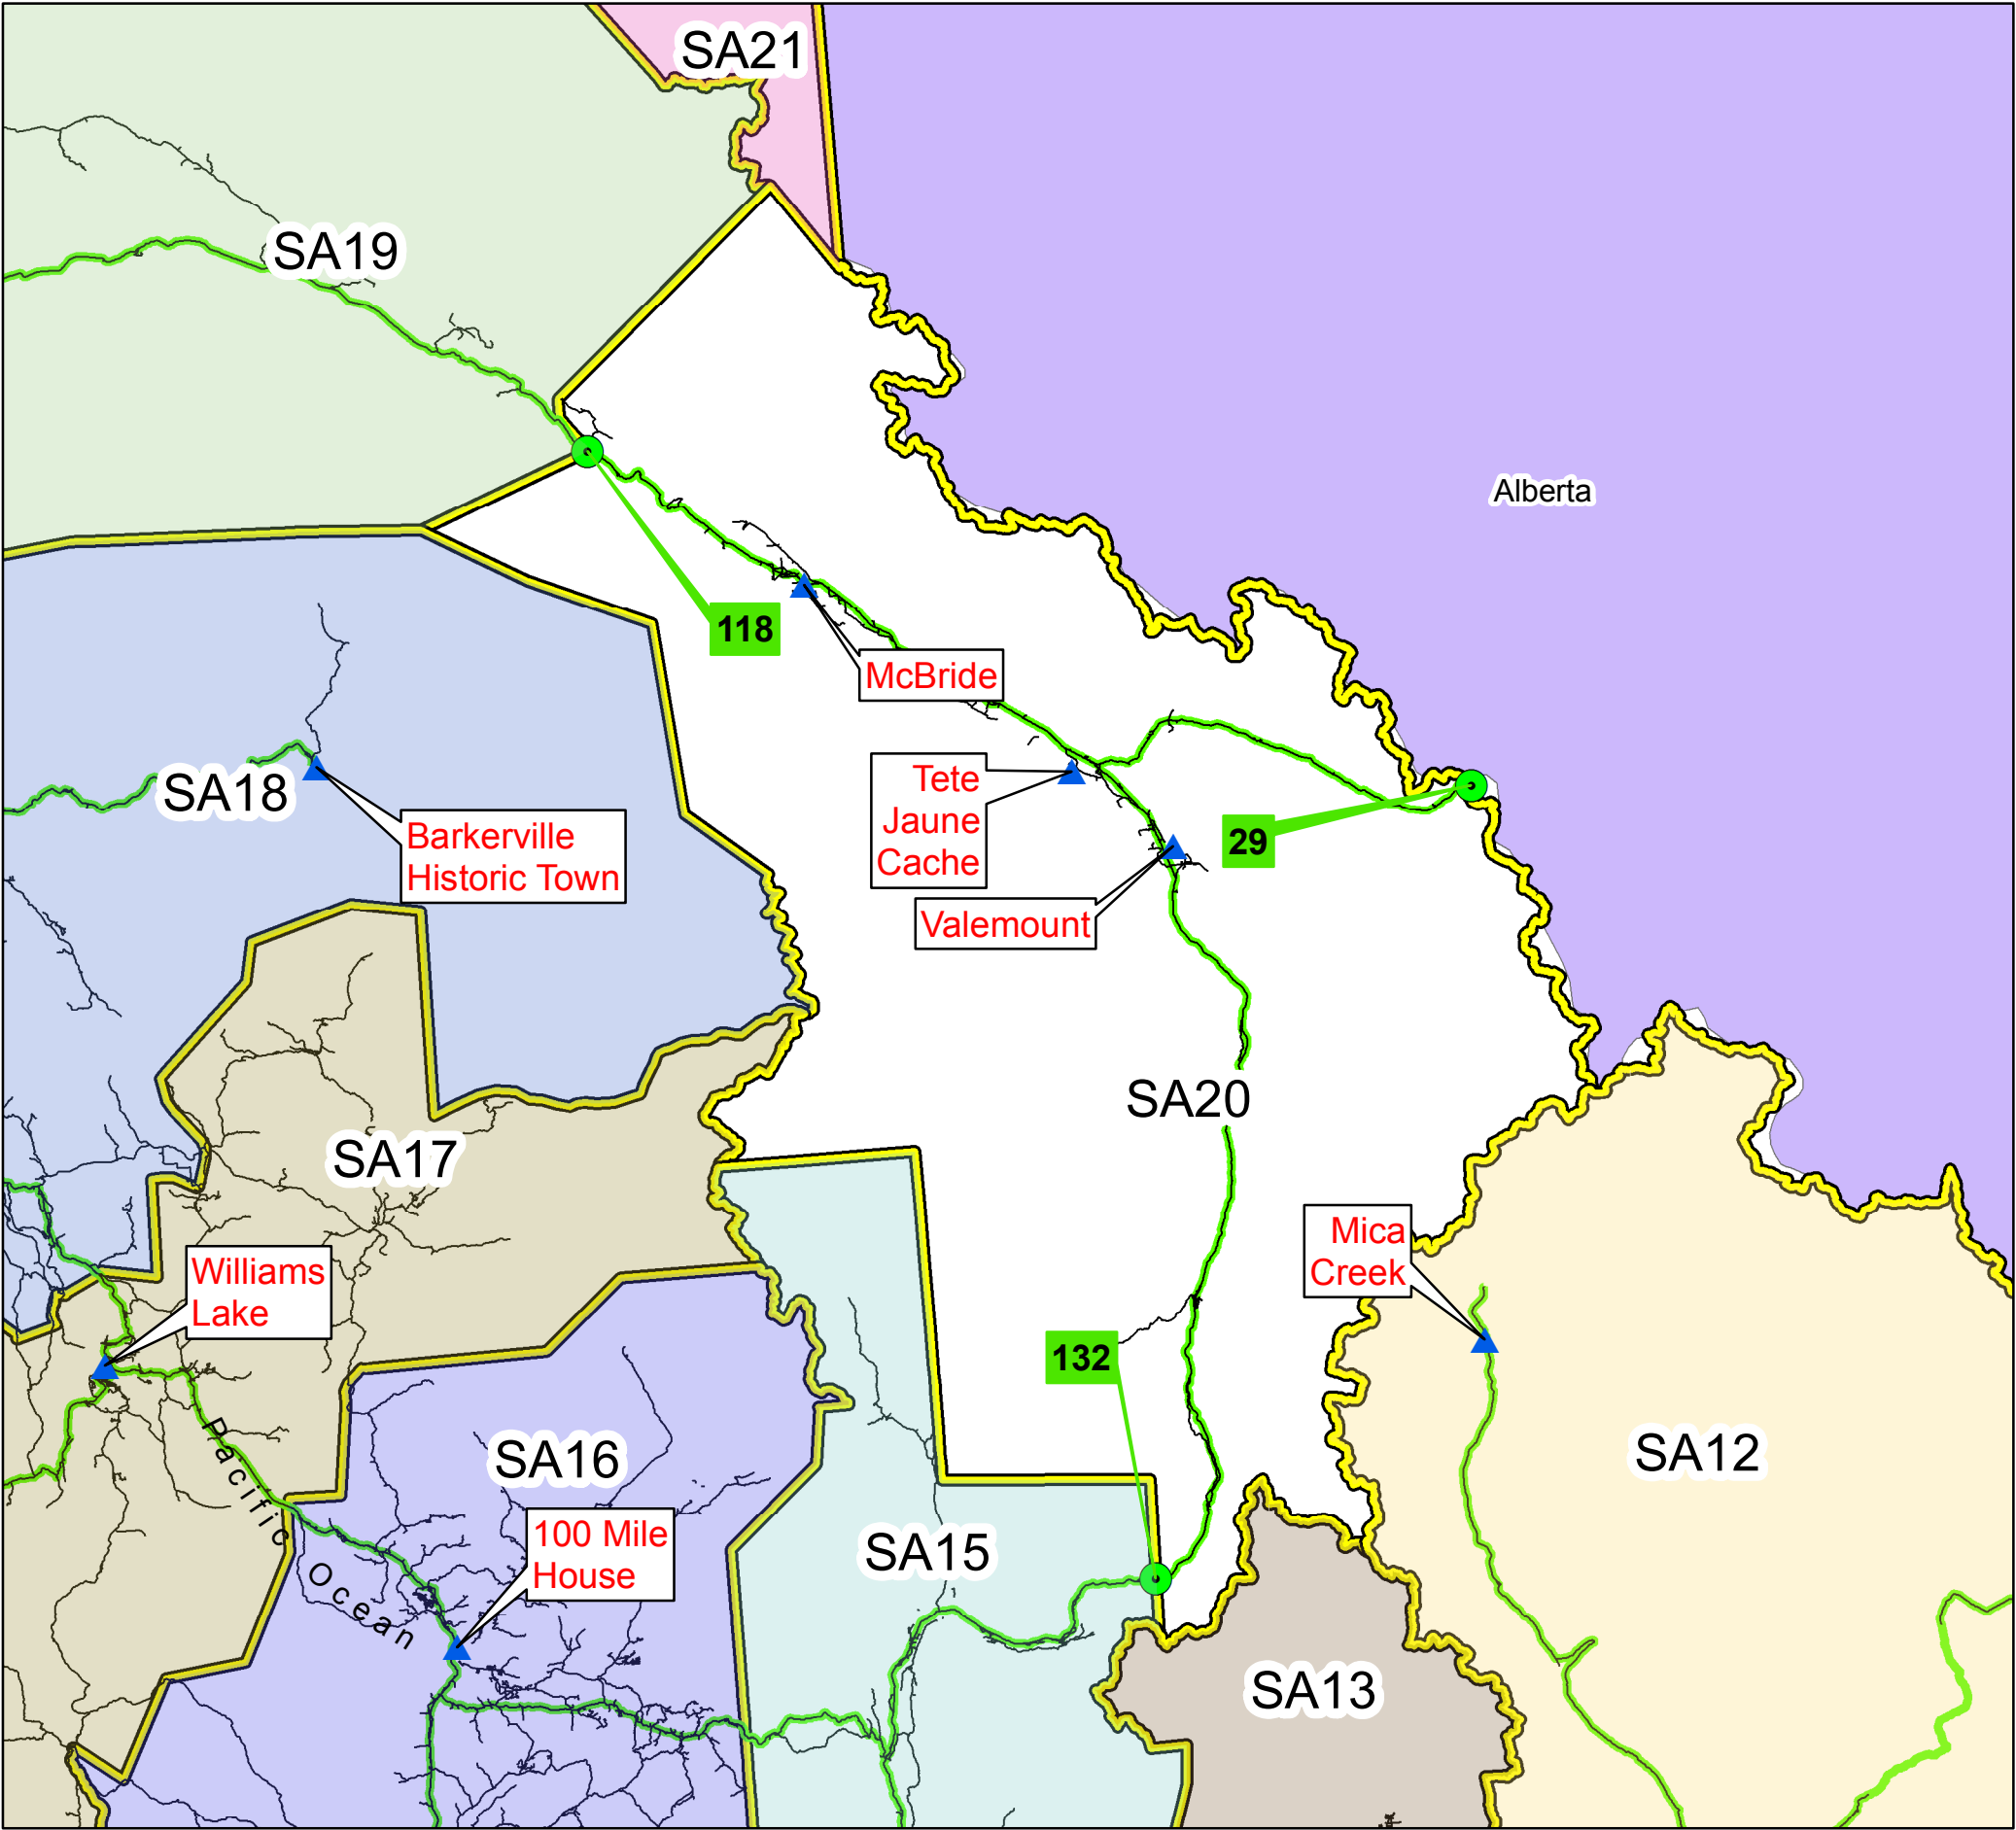 SA21
SA19
Alberta
118
McBride
Tete
Jaune
Cache
29
SA18
Barkerville
Historic Town
Valemount
SA20
SA17
Mica
Creek
Williams
Lake
132
SA16
SA12
Pacific Ocean
100 Mile
House
SA15
SA13